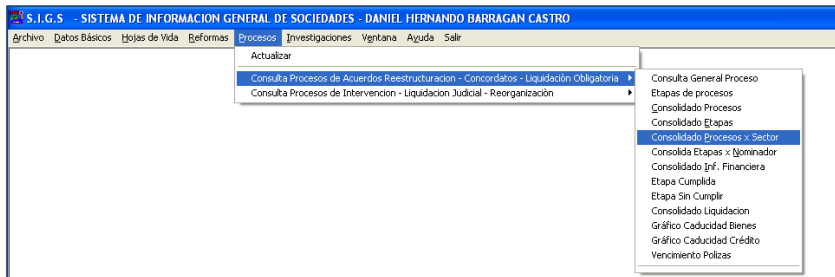 S.I.G.S - SISTEMA DE INFORMACION GENERAL DE SOCIEDADES - DANIEL HERNANDO BARRAGAN CASTRO
Archivo Datos Básicos Hojas de Vida Reformas Procesos Investigaciones Ventana Ayuda Salir
Actualizar
Consulta Procesos de Acuerdos Reestructuracion - Concordatos - Liquidaciòn Obligatoria
Consulta Procesos de Intervencion - Liquidacion Judicial - Reorganizaciòn
Consulta General Proceso
Etapas de procesos
Consolidado Procesos
Consolidado Etapas
Consolidado Procesos x Sector
Consolida Etapas x Nominador
Consolidado Inf. Financiera
Etapa Cumplida
Etapa Sin Cumplir
Consolidado Liquidacion
Gráfico Caducidad Bienes
Gráfico Caducidad Crédito
Vencimiento Polizas